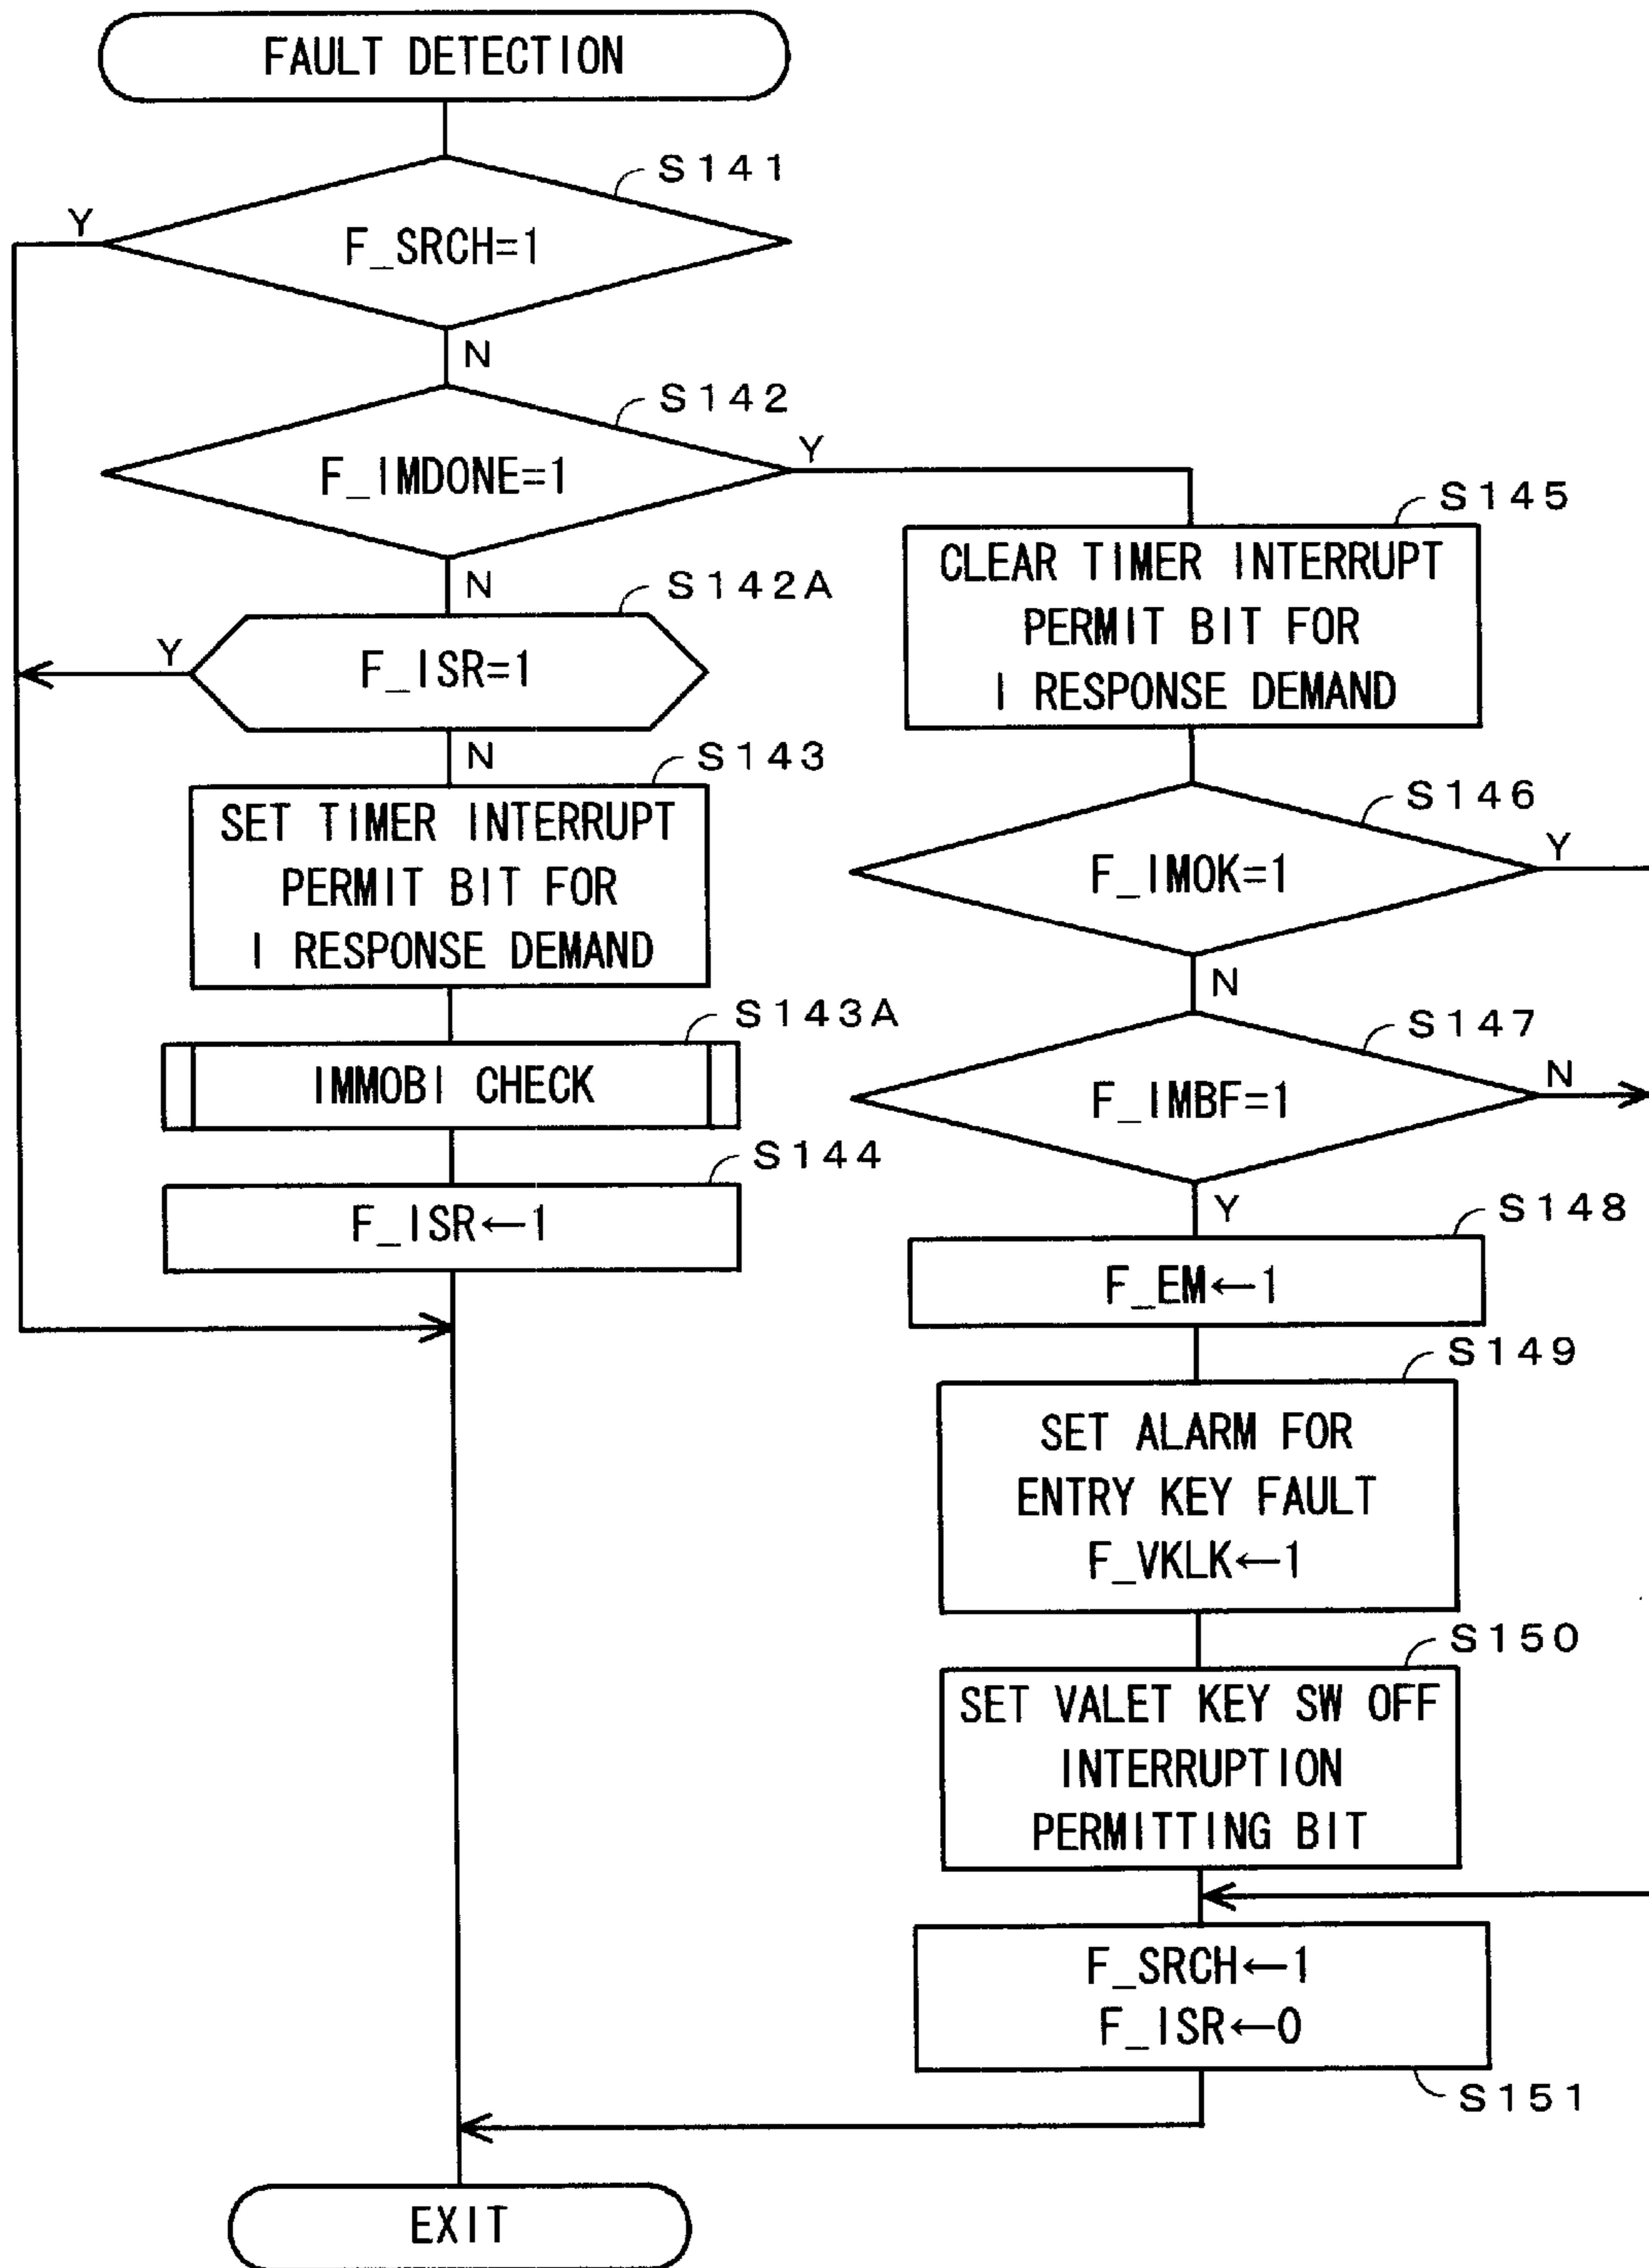 FAULT DETECTION
S141
Y
F_SRCH=1
N
S142
F_IMDONE=1
Y
N
S142A
Y
F_ISR=1
N
S143
SET TIMER INTERRUPT
PERMIT BIT FOR
I RESPONSE DEMAND
S143A
IMMOBI CHECK
S144
F_ISR←1
S145
CLEAR TIMER INTERRUPT
PERMIT BIT FOR
I RESPONSE DEMAND
S146
F_IMOK=1
Y
N
S147
F_IMBF=1
N
Y
S148
F_EM←1
S149
SET ALARM FOR
ENTRY KEY FAULT
F_VKLK←1
S150
SET VALET KEY SW OFF
INTERRUPTION
PERMITTING BIT
F_SRCH←1
F_ISR←0
S151
EXIT